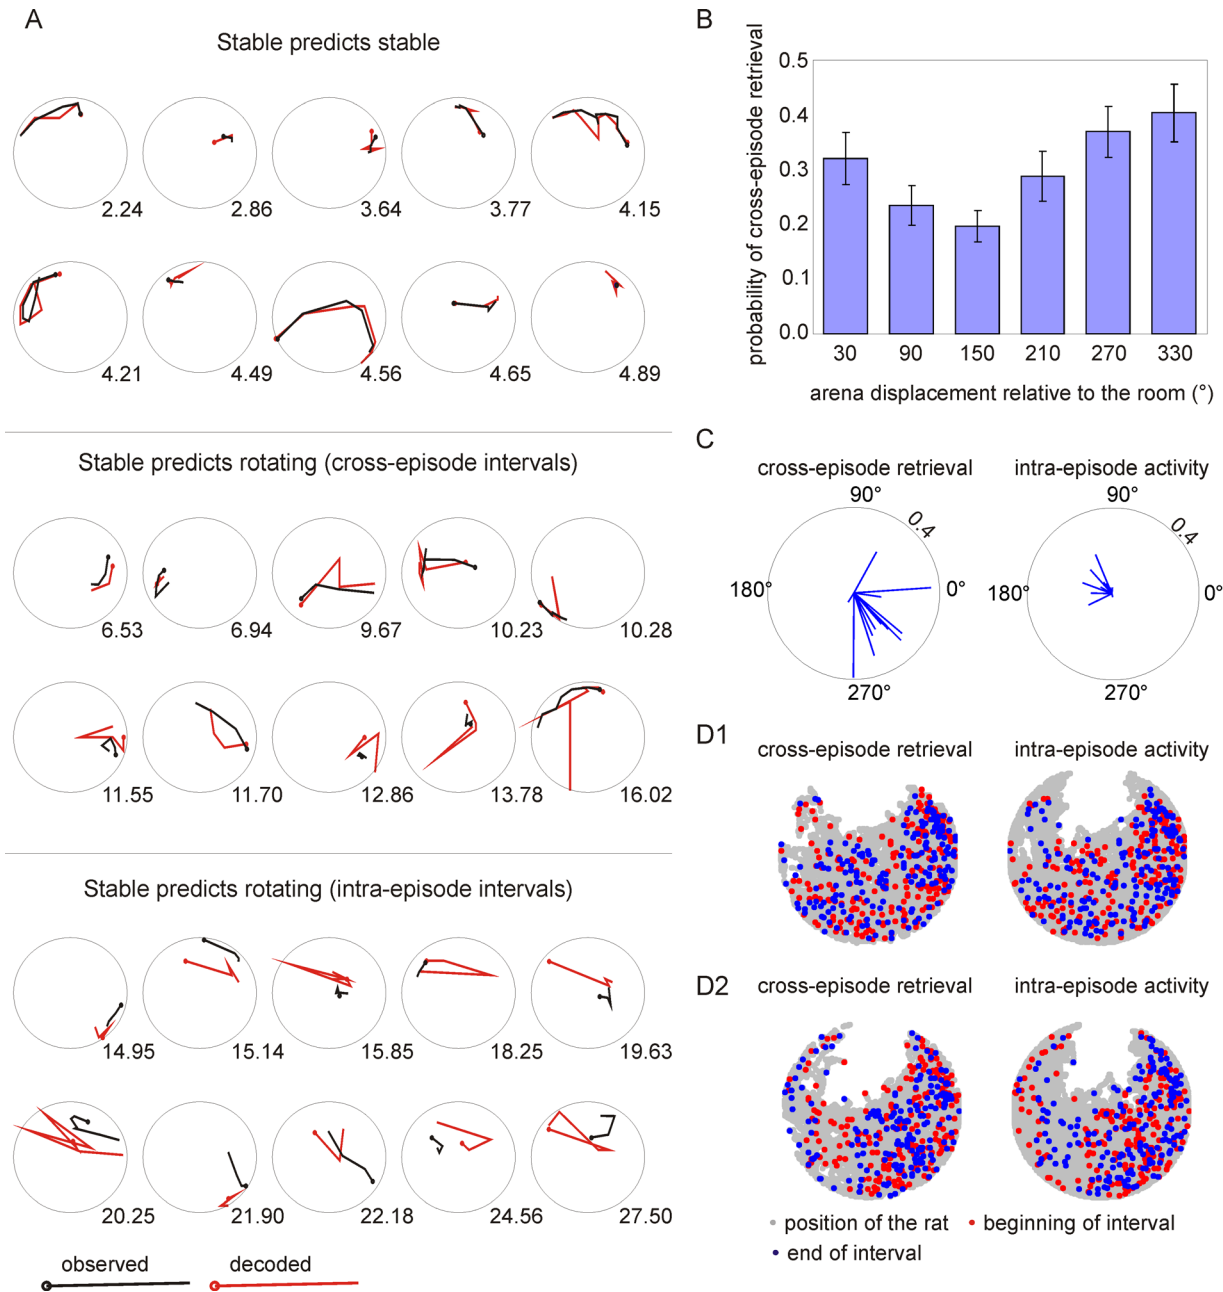 A
Stable predicts stable
2.24 2.86 3.64 3.77 4.15
4.21 4.49 4.56 4.65 4.89
Stable predicts rotating (cross-episode intervals)
6.53 6.94 9.67 10.23 10.28
11.55 11.70 12.86 13.78 16.02
Stable predicts rotating (intra-episode intervals)
14.95 15.14 15.85 18.25 19.63
20.25 21.90 22.18 24.56 27.50
observed decoded
B
probability of cross-episode retrieval
0.5
0.4
0.3
0.2
0.1
0.0
30 90 150 210 270 330
arena displacement relative to the room (°)
C
cross-episode retrieval intra-episode activity
90° 90°
0.4 0.4
180° 0° 180° 0°
270° 270°
D1
cross-episode retrieval intra-episode activity
D2
cross-episode retrieval intra-episode activity
position of the rat beginning of interval
end of interval